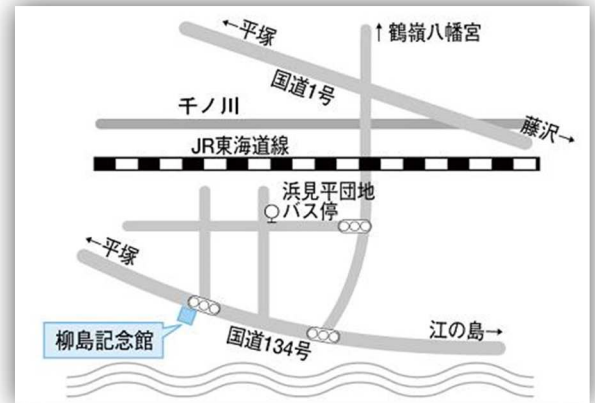 ←平塚
↑鶴嶺八幡宮
国道1号
千ノ川
藤沢→
JR東海道線
浜見平団地
バス停
←平塚
柳島記念館
国道134号
江の島→